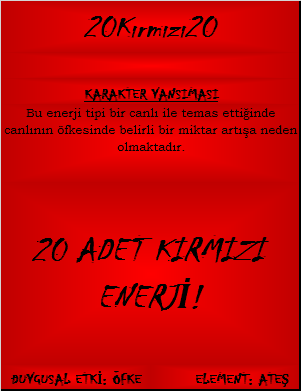 20Kırmızı20
KARAKTER YANSIMASI
Bu enerji tipi bir canlı ile temas ettiğinde
canlının öfkesinde belirli bir miktar artışa neden
olmaktadır.
20 ADET KIRMIZI
ENERJİ!
DUYGUSAL ETKİ: ÖFKE ELEMENT: ATEŞ